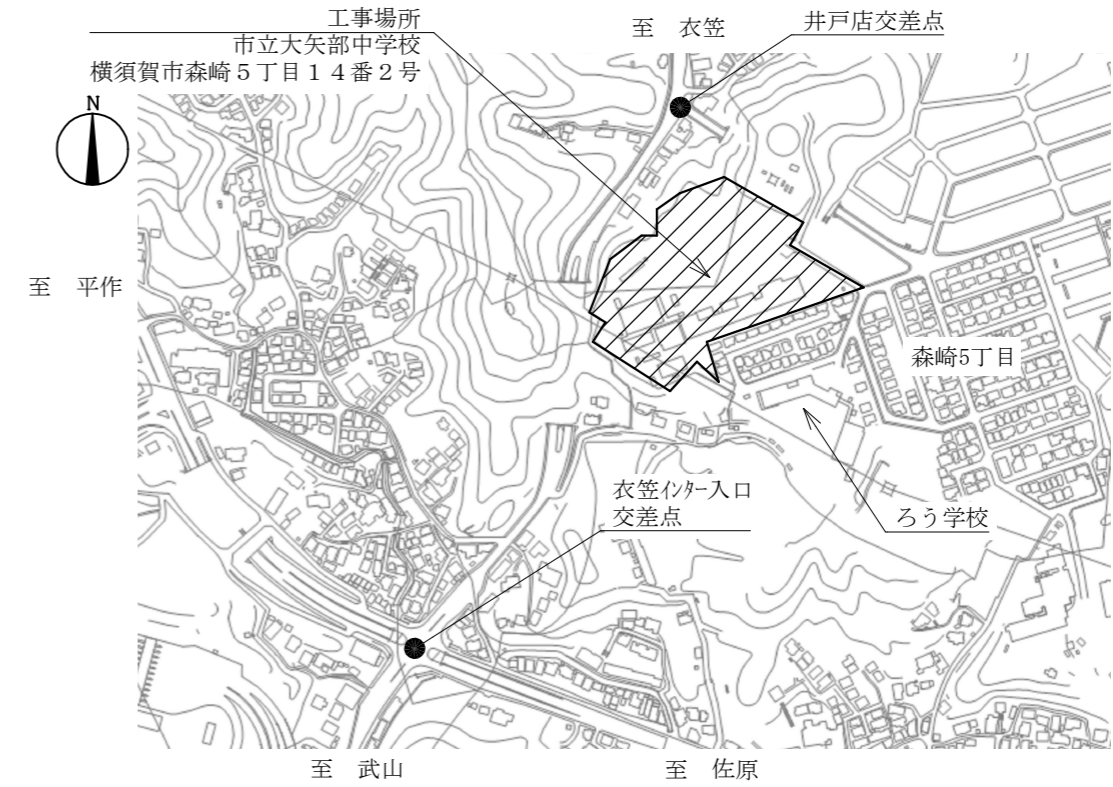 工事場所
市立大矢部中学校
横須賀市森崎５丁目１４番２号
至　衣笠
井戸店交差点
N
至　平作
森崎5丁目
衣笠ｲﾝﾀｰ入口
交差点
ろう学校
至　武山
至　佐原